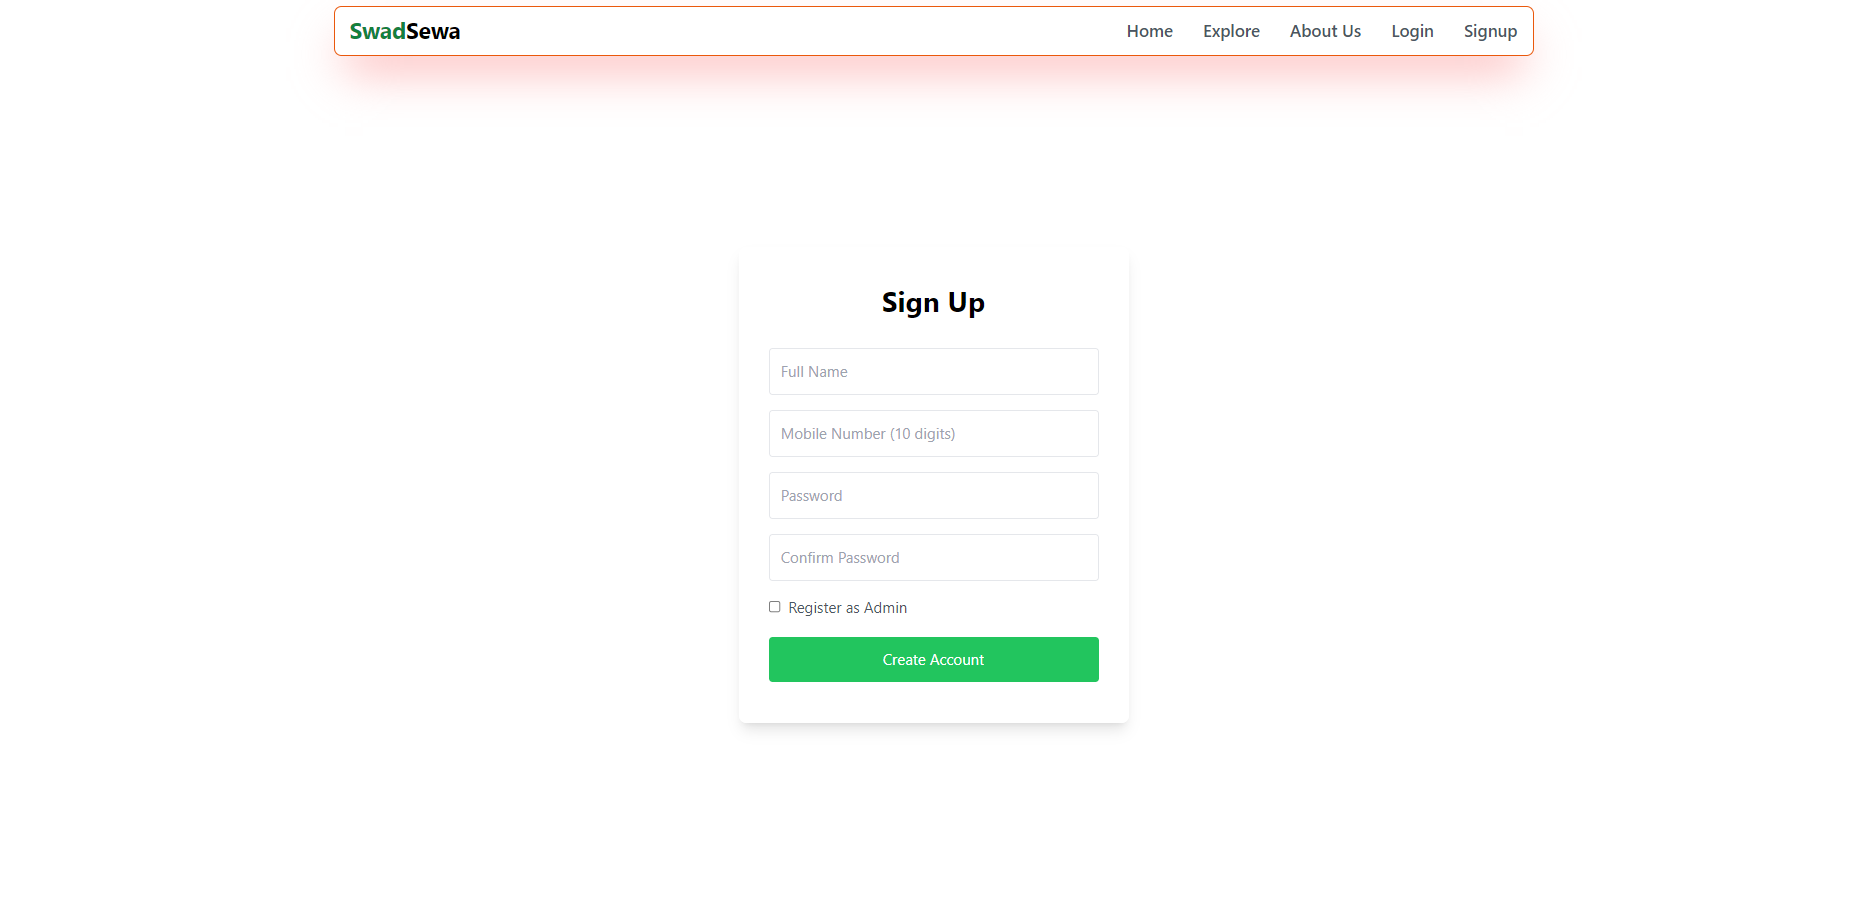 SwadSewa Home Explore About Us Login Signup
Sign Up
Full Name
Mobile Number (10 digits)
Password
Confirm Password
Register as Admin
Create Account